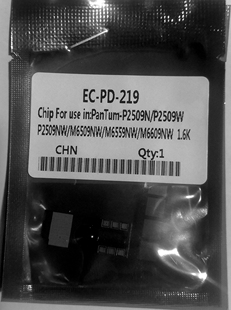 EC-PD-219
Chip For use in:PanTum-P2509N/P2509W
P2509NW/M6509NW/M6559NW/M6609NW 1.6K
CHN Qty:1